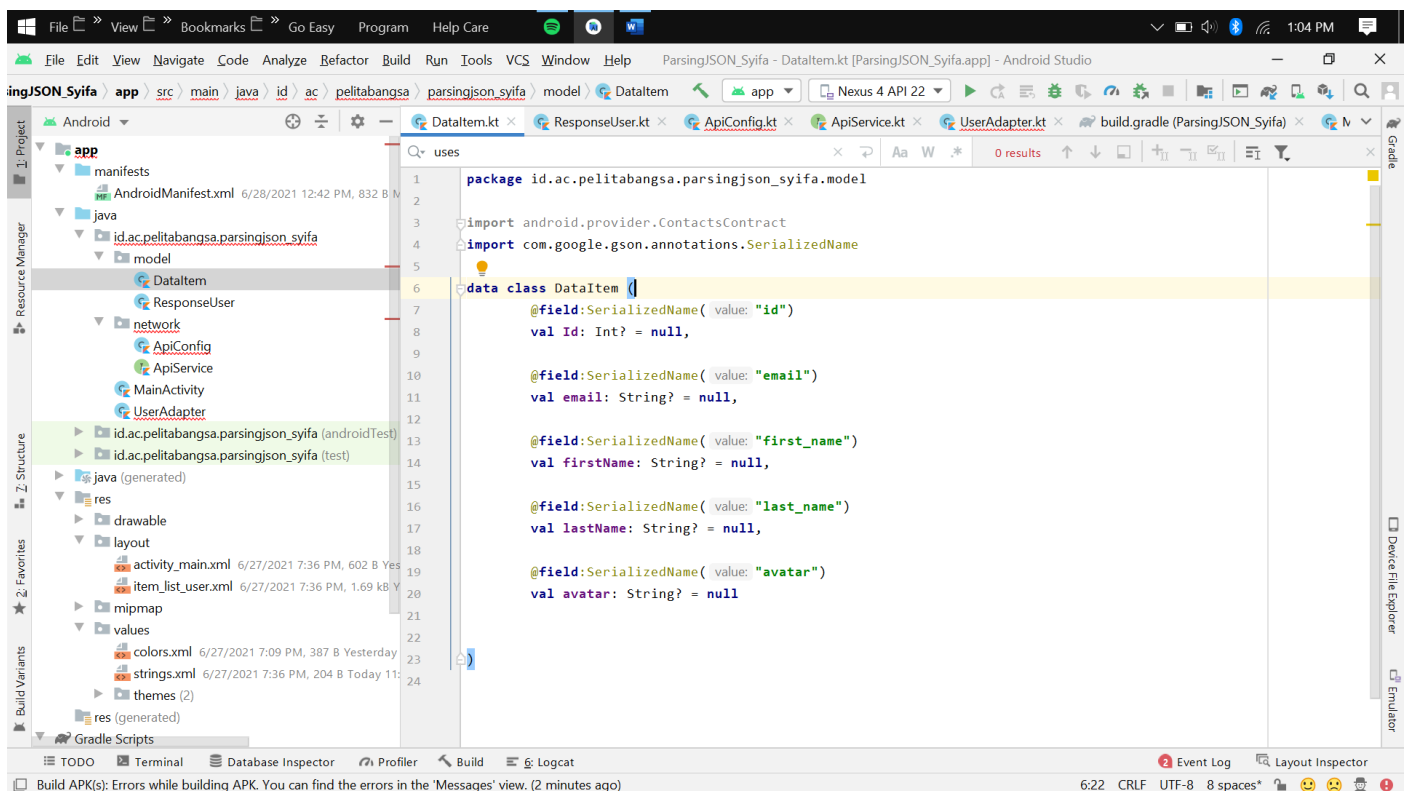 File » View » Bookmarks » Go Easy Program Help Care 1:04 PM
File Edit View Navigate Code Analyze Refactor Build Run Tools VCS Window Help ParsingJSON_Syifa - DataItem.kt [ParsingJSON_Syifa.app] - Android Studio
singJSON_Syifa app src main java id ac pelitabangsa parsingjson_syifa model DataItem app Nexus 4 API 22
Android DataItem.kt ResponseUser.kt ApiConfig.kt ApiService.kt UserAdapter.kt build.gradle (ParsingJSON_Syifa)
uses Aa W .* 0 results
1: Project
Resource Manager
7: Structure
2: Favorites
Build Variants
app
manifests
AndroidManifest.xml 6/28/2021 12:42 PM, 832 B M
java
id.ac.pelitabangsa.parsingjson_syifa
model
DataItem
ResponseUser
network
ApiConfig
ApiService
MainActivity
UserAdapter
id.ac.pelitabangsa.parsingjson_syifa (androidTest)
id.ac.pelitabangsa.parsingjson_syifa (test)
java (generated)
res
drawable
layout
activity_main.xml 6/27/2021 7:36 PM, 602 B Yes
item_list_user.xml 6/27/2021 7:36 PM, 1.69 kB Y
mipmap
values
colors.xml 6/27/2021 7:09 PM, 387 B Yesterday
strings.xml 6/27/2021 7:36 PM, 204 B Today 11:
themes (2)
res (generated)
Gradle Scripts
1 package id.ac.pelitabangsa.parsingjson_syifa.model
2
3 import android.provider.ContactsContract
4 import com.google.gson.annotations.SerializedName
5
6 data class DataItem (
7 @field:SerializedName( value: "id")
8 val Id: Int? = null,
9
10 @field:SerializedName( value: "email")
11 val email: String? = null,
12
13 @field:SerializedName( value: "first_name")
14 val firstName: String? = null,
15
16 @field:SerializedName( value: "last_name")
17 val lastName: String? = null,
18
19 @field:SerializedName( value: "avatar")
20 val avatar: String? = null
21
22
23 )
24
Gradle
Device File Explorer
Emulator
TODO Terminal Database Inspector Profiler Build 6: Logcat 2 Event Log Layout Inspector
Build APK(s): Errors while building APK. You can find the errors in the 'Messages' view. (2 minutes ago) 6:22 CRLF UTF-8 8 spaces*